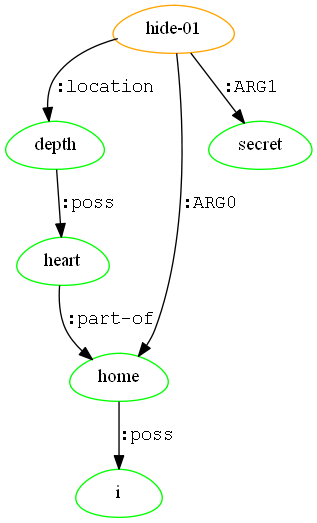 hide-01
:location
:ARG1
depth
secret
:poss
:ARG0
heart
:part-of
home
:poss
i